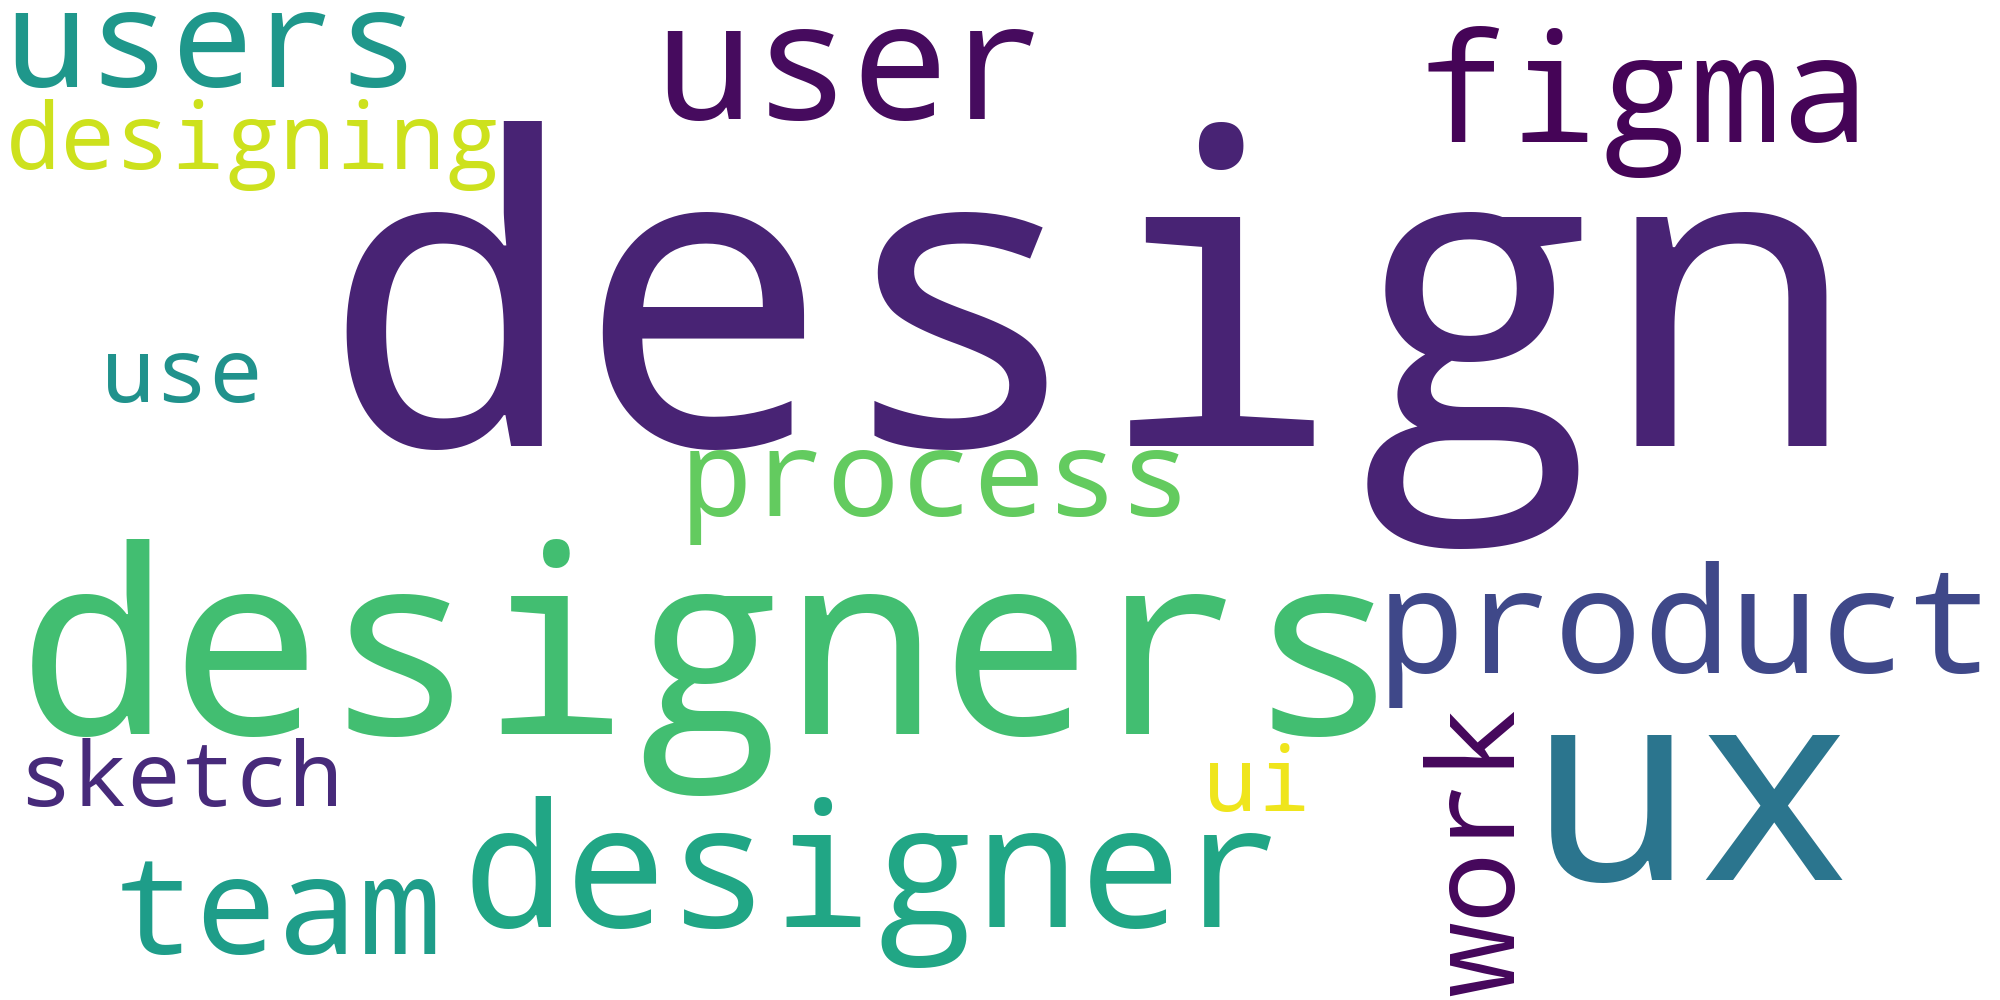 users
user
figma
designing
design
use
process
designers
product
sketch
ui
work
ux
team
designer